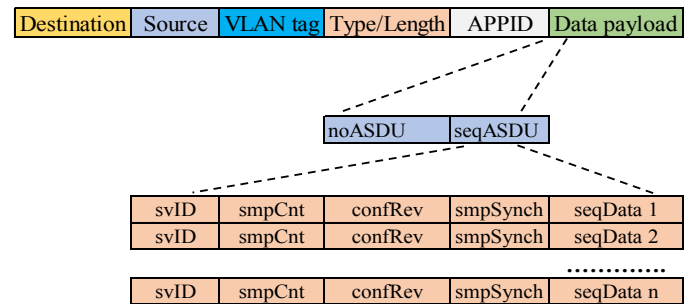 Destination Source VLAN tag Type/Length APPID Data payload
noASDU seqASDU
svID smpCnt confRev smpSynch seqData 1
svID smpCnt confRev smpSynch seqData 2
.............
svID smpCnt confRev smpSynch seqData n